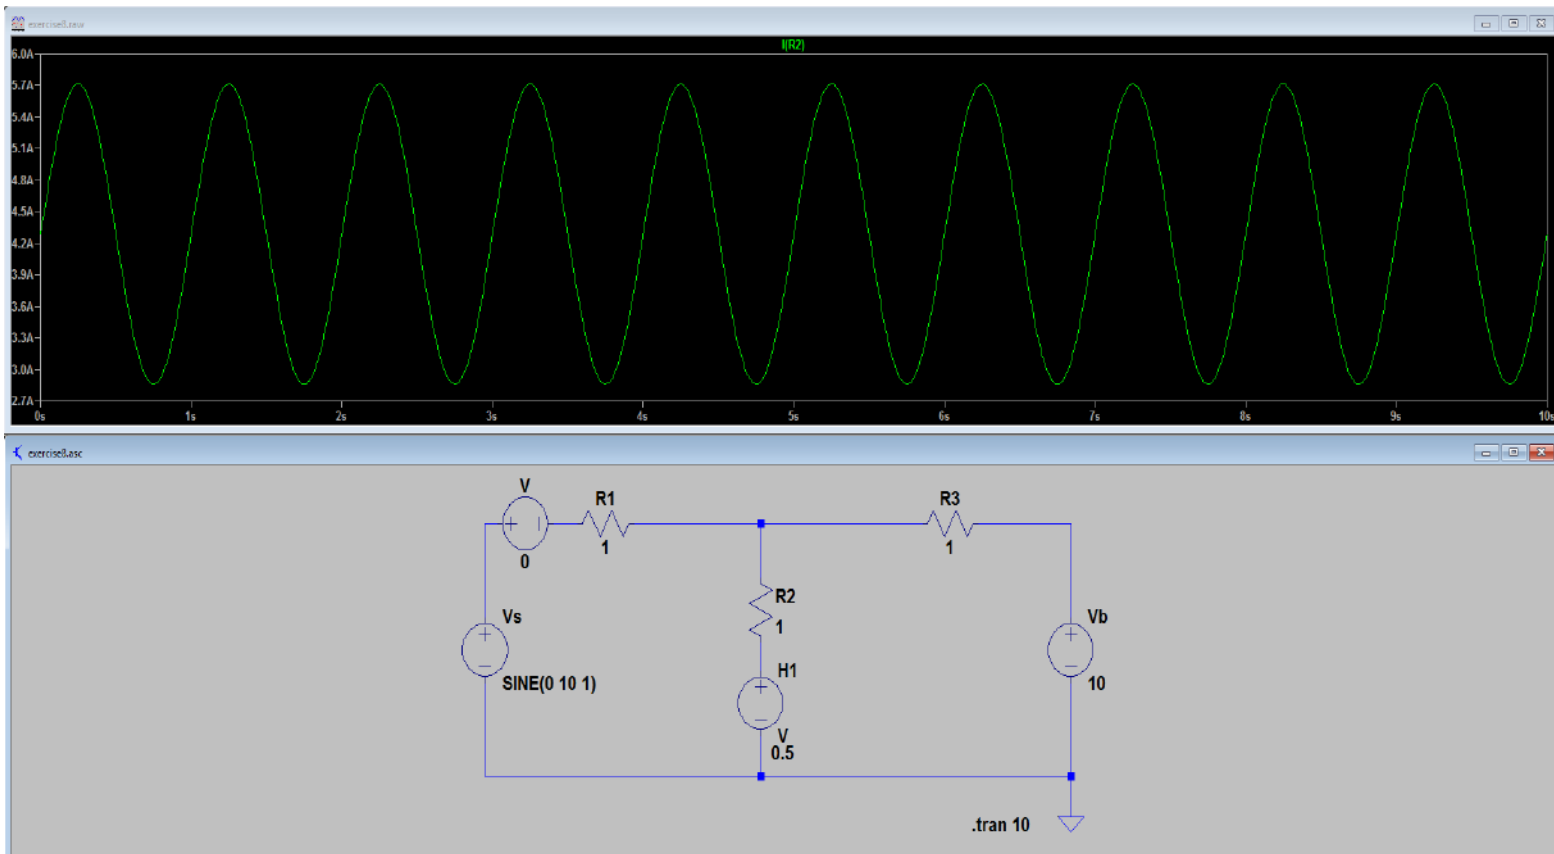 exercise8.raw
I(R2)
6.0A
5.7A
5.4A
5.1A
4.8A
4.5A
4.2A
3.9A
3.6A
3.3A
3.0A
2.7A
0s 1s 2s 3s 4s 5s 6s 7s 8s 9s 10s
exercise8.asc
V
R1
R3
1
1
0
R2
Vs
Vb
1
H1
SINE(0 10 1)
10
V
0.5
.tran 10